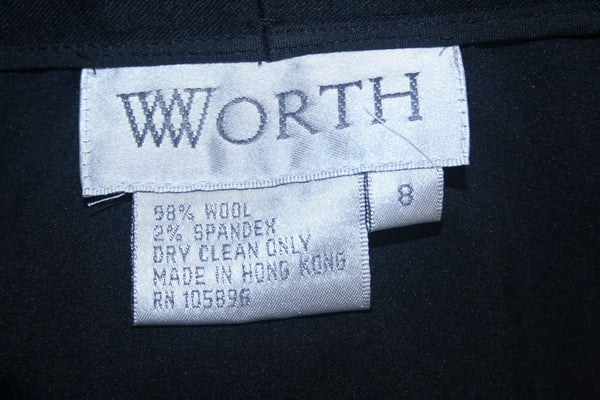 WORTH
8
98% WOOL
2% SPANDEX
DRY CLEAN ONLY
MADE IN HONG KONG
RN 105896